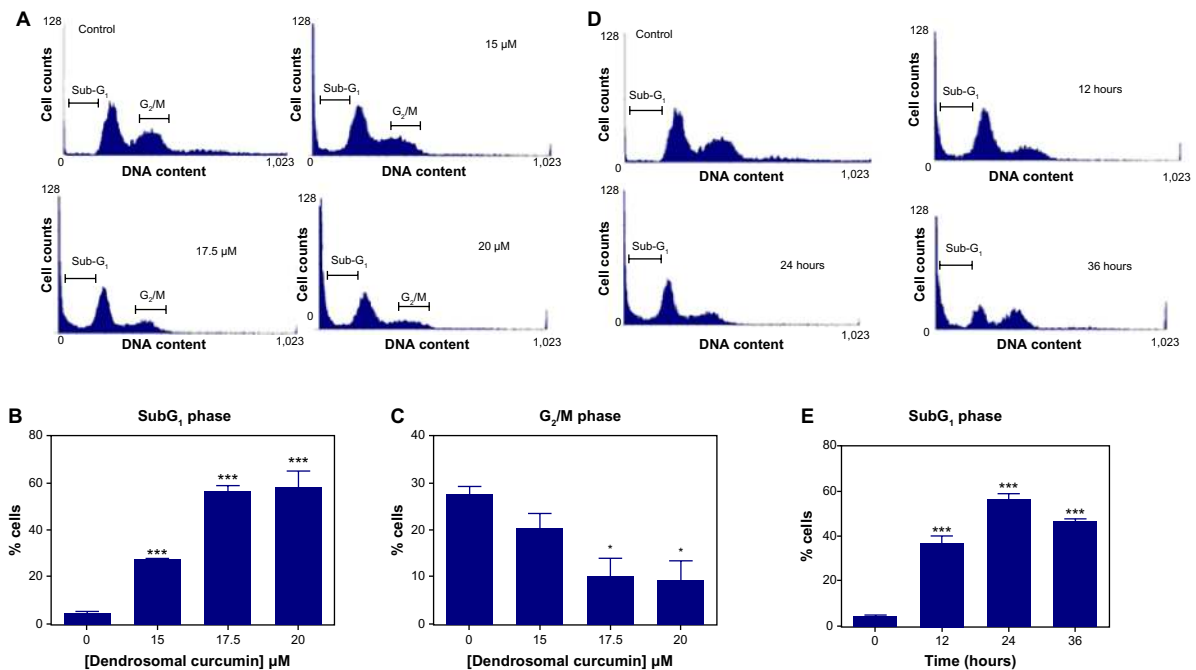 A
128
Control
Cell counts
Sub-G₁
G₂/M
0
1,023
DNA content
128
15 µM
Cell counts
Sub-G₁
G₂/M
0
1,023
DNA content
128
17.5 µM
Cell counts
Sub-G₁
G₂/M
0
1,023
DNA content
128
20 µM
Cell counts
Sub-G₁
G₂/M
0
1,023
DNA content
D
128
Control
Cell counts
Sub-G₁
0
1,023
DNA content
128
12 hours
Cell counts
Sub-G₁
0
1,023
DNA content
128
24 hours
Cell counts
Sub-G₁
0
1,023
DNA content
128
36 hours
Cell counts
Sub-G₁
0
1,023
DNA content
B
SubG₁ phase
% cells
80
60
40
20
0
***
***
***
0 15 17.5 20
[Dendrosomal curcumin] µM
C
G₂/M phase
% cells
40
30
20
10
0
*
*
0 15 17.5 20
[Dendrosomal curcumin] µM
E
SubG₁ phase
% cells
80
60
40
20
0
***
***
***
0 12 24 36
Time (hours)